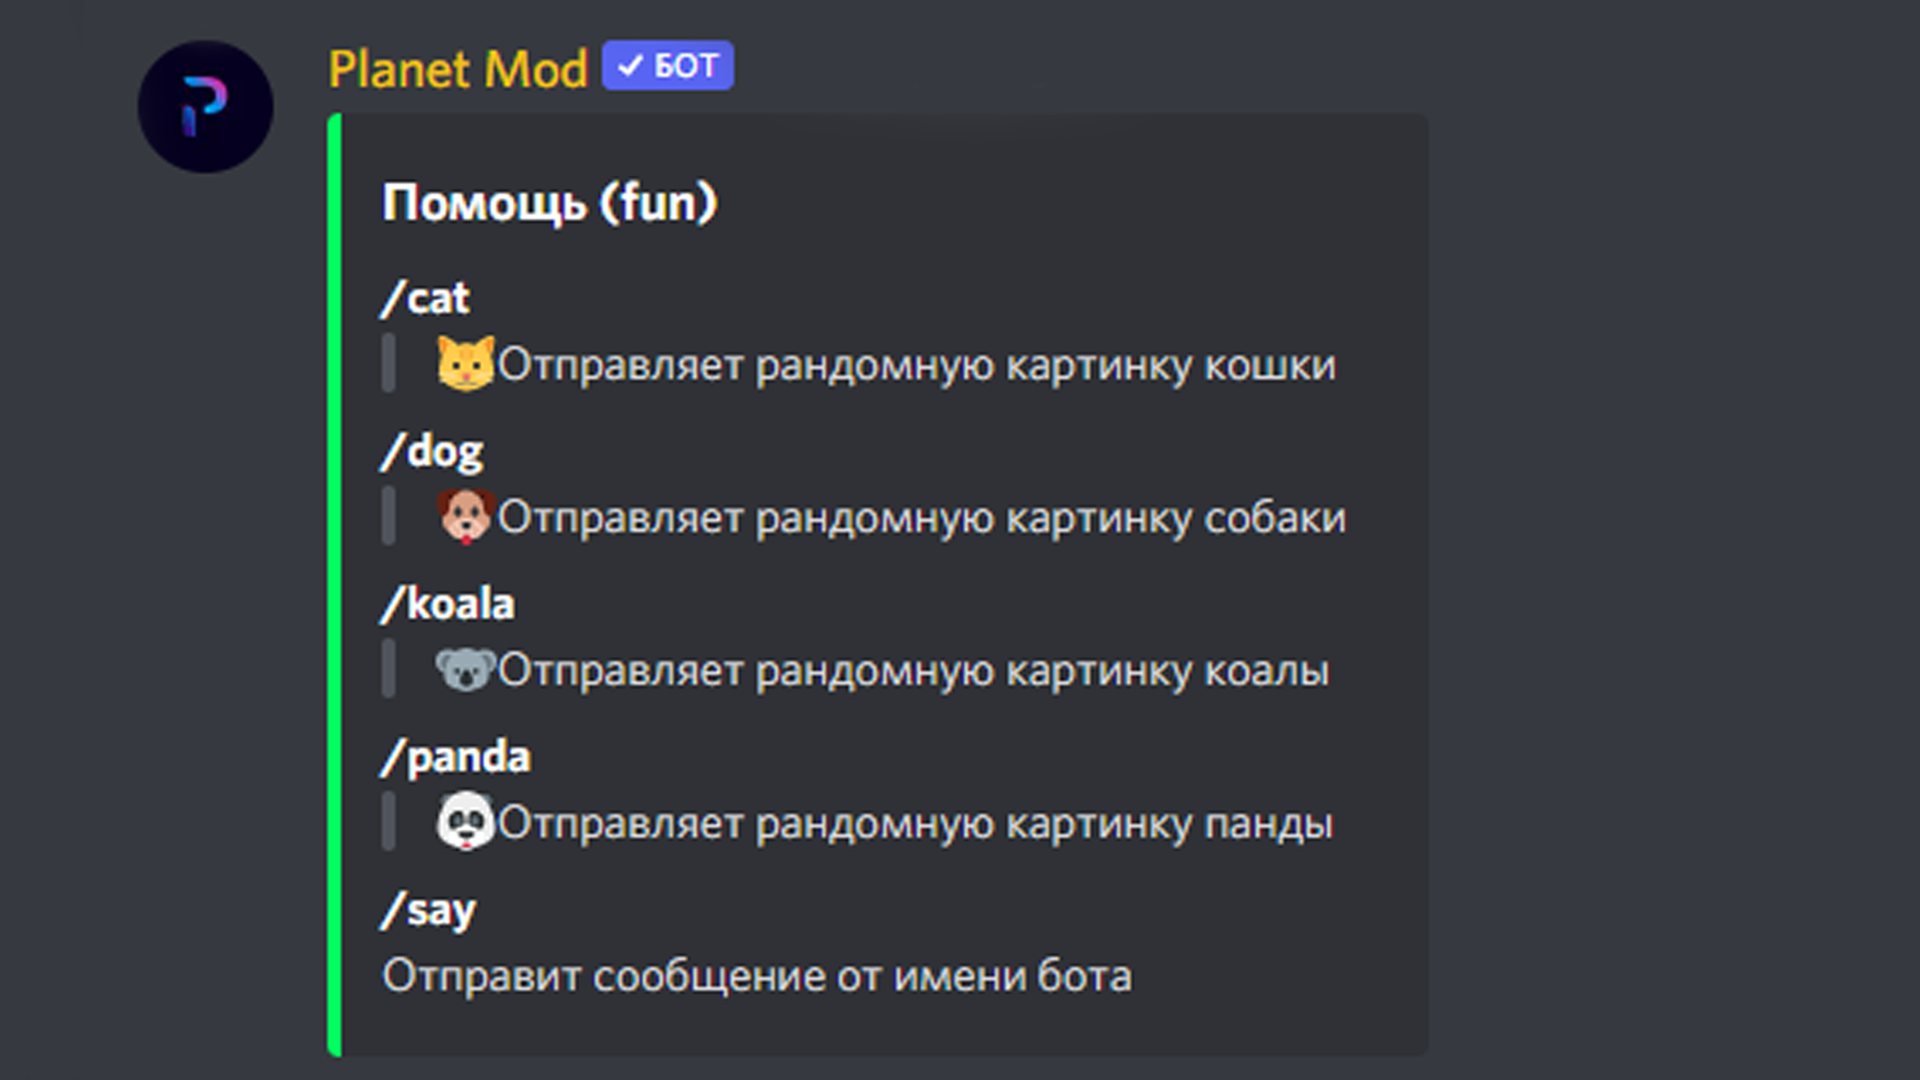 Planet Mod ✓ БОТ
Помощь (fun)
/cat
🐱Отправляет рандомную картинку кошки
/dog
🐶Отправляет рандомную картинку собаки
/koala
🐨Отправляет рандомную картинку коалы
/panda
🐼Отправляет рандомную картинку панды
/say
Отправит сообщение от имени бота